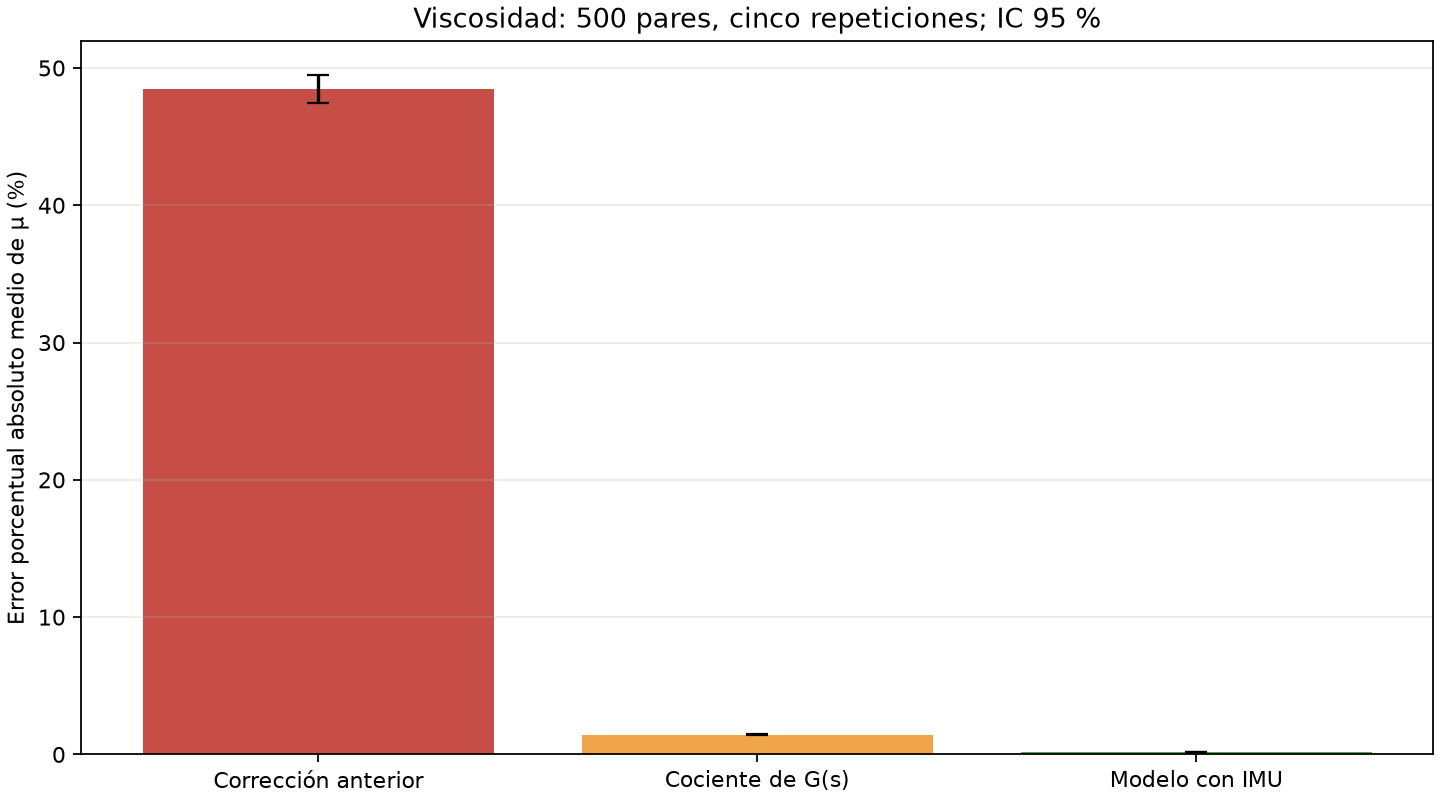 Viscosidad: 500 pares, cinco repeticiones; IC 95 %
Error porcentual absoluto medio de μ (%)
50
40
30
20
10
0
Corrección anterior
Cociente de G(s)
Modelo con IMU